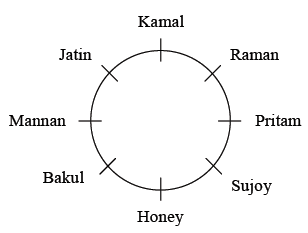 Kamal
Jatin
Raman
Mannan
Pritam
Bakul
Sujoy
Honey